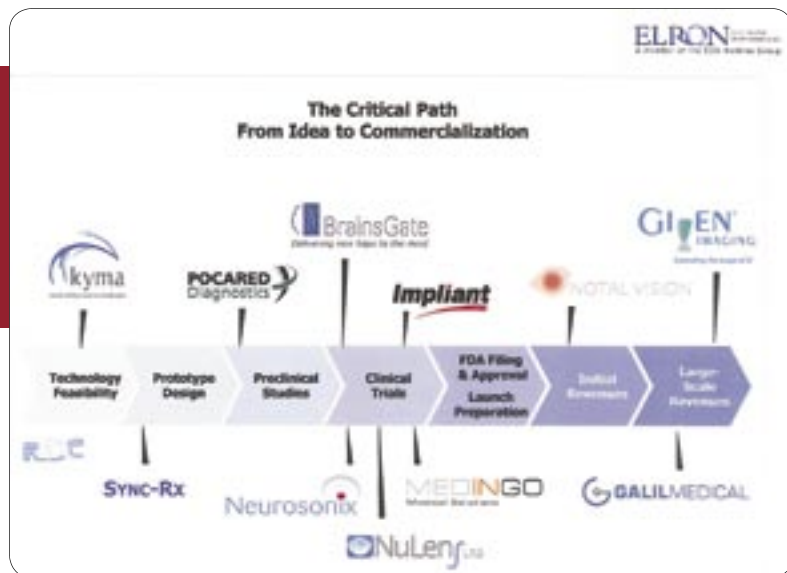 ELRON
The Critical Path
From Idea to Commercialization
BrainsGate
GIVEN
IMAGING
kyma
POCARED
Diagnostics
Impliant
NOTAL VISION
Technology
Feasibility
Prototype
Design
Preclinical
Studies
Clinical
Trials
FDA Filing
& Approval
Launch
Preparation
Initial
Revenues
Larger-
Scale
Revenues
SYNC-RX
Neurosonix
MEDINGO
GALILMEDICAL
NuLens LTD